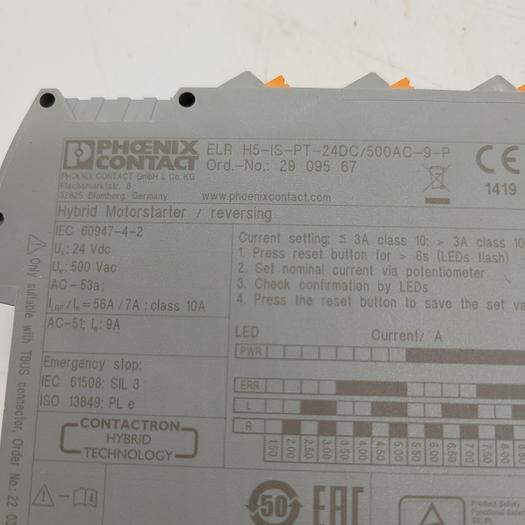 PHŒNIX
CONTACT
ELR H5-IS-PT-24DC/500AC-9-P
Ord.-No.: 29 095 67
PHOENIX CONTACT GmbH & Co. KG
Flachsmarktstr. 8
32825 Blomberg, Germany
www.phoenixcontact.com
CE
1419
Hybrid Motorstarter / reversing
IEC 60947-4-2
Us: 24 Vdc
Ue: 500 Vac
AC-53a:
ILRP/Ie = 56A / 7A ; class 10A
AC-51: Ie: 9A
Emergency stop:
IEC 61508: SIL 3
ISO 13849: PL e
CONTACTRON
HYBRID
TECHNOLOGY
Only suitable with TBUS connector, Order No.: 22
Current setting: ≤ 3A class 10; > 3A class 10
1. Press reset button for > 6s (LEDs flash)
2. Set nominal current via potentiometer
3. Check confirmation by LEDs
4. Press the reset button to save the set va
LED Current/ A
PWR
ERR
L
R
1.50 2.00 2.50 3.00 3.50 4.00 4.50 5.00 5.50 6.00 6.50 7.00 7.50 8.00 8.5
50
EAC
Product Safety
Functional Safety